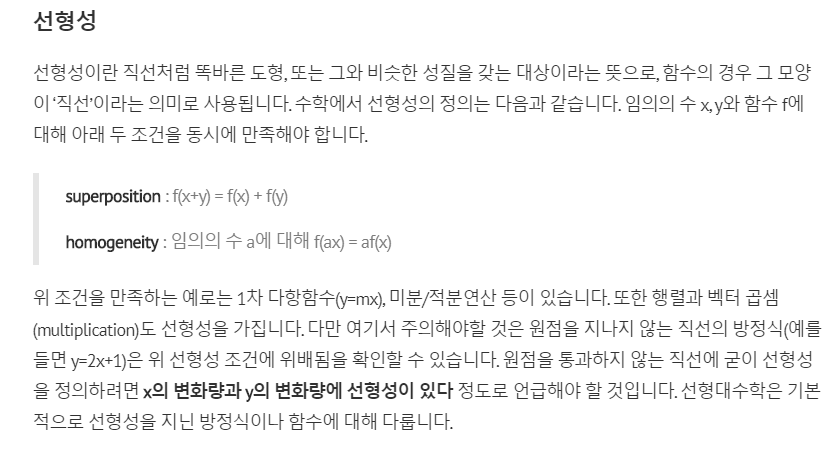 선형성
선형성이란 직선처럼 똑바른 도형, 또는 그와 비슷한 성질을 갖는 대상이라는 뜻으로, 함수의 경우 그 모양
이 ‘직선’이라는 의미로 사용됩니다. 수학에서 선형성의 정의는 다음과 같습니다. 임의의 수 x, y와 함수 f에
대해 아래 두 조건을 동시에 만족해야 합니다.
superposition : f(x+y) = f(x) + f(y)
homogeneity : 임의의 수 a에 대해 f(ax) = af(x)
위 조건을 만족하는 예로는 1차 다항함수(y=mx), 미분/적분연산 등이 있습니다. 또한 행렬과 벡터 곱셈
(multiplication)도 선형성을 가집니다. 다만 여기서 주의해야할 것은 원점을 지나지 않는 직선의 방정식(예를
들면 y=2x+1)은 위 선형성 조건에 위배됨을 확인할 수 있습니다. 원점을 통과하지 않는 직선에 굳이 선형성
을 정의하려면 x의 변화량과 y의 변화량에 선형성이 있다 정도로 언급해야 할 것입니다. 선형대수학은 기본
적으로 선형성을 지닌 방정식이나 함수에 대해 다룹니다.